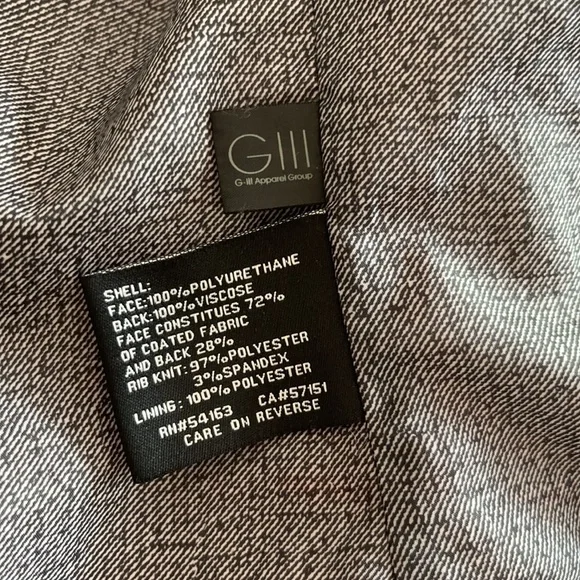 GIII
G-III Apparel Group
SHELL:
FACE:100%POLYURETHANE
BACK:100%VISCOSE
FACE CONSTITUES 72%
OF COATED FABRIC
AND BACK 28%
RIB KNIT: 97%POLYESTER
3%SPANDEX
LINING: 100%POLYESTER
RN#54163 CA#57151
CARE ON REVERSE